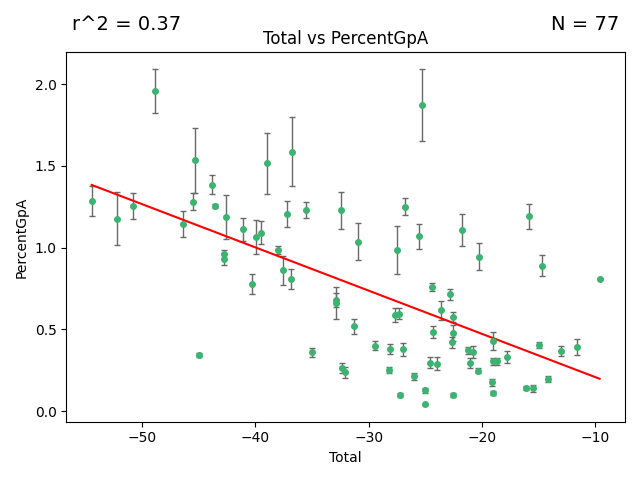 r^2 = 0.37
N = 77
Total vs PercentGpA
PercentGpA
2.0
1.5
1.0
0.5
0.0
−50
−40
−30
−20
−10
Total